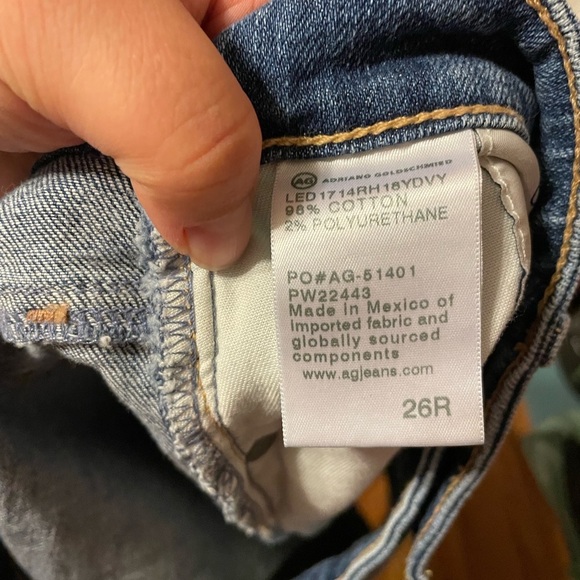 AG ADRIANO GOLDSCHMIED
LED1714RH18YDVY
98% COTTON
2% POLYURETHANE
PO#AG-51401
PW22443
Made in Mexico of
Imported fabric and
globally sourced
components
www.agjeans.com
26R